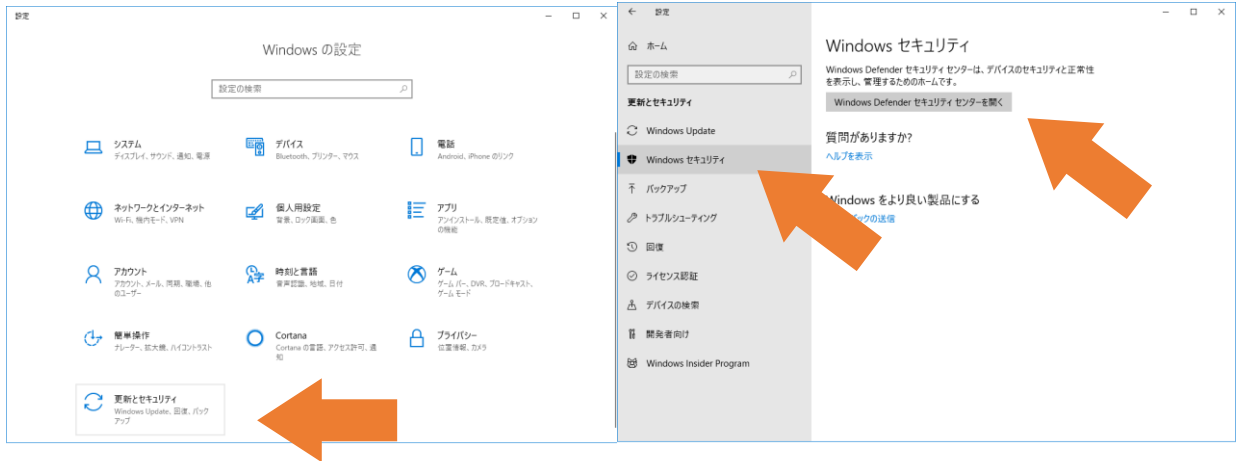 設定
Windows の設定
設定の検索
システム
ディスプレイ、サウンド、通知、電源
デバイス
Bluetooth、プリンター、マウス
電話
Android、iPhone のリンク
ネットワークとインターネット
Wi-Fi、機内モード、VPN
個人用設定
背景、ロック画面、色
アプリ
アンインストール、既定値、オプション
の機能
アカウント
アカウント、メール、同期、職場、他
のユーザー
時刻と言語
音声認識、地域、日付
ゲーム
ゲーム バー、DVR、ブロードキャスト、
ゲーム モード
簡単操作
ナレーター、拡大鏡、ハイコントラスト
Cortana
Cortana の言語、アクセス許可、通
知
プライバシー
位置情報、カメラ
更新とセキュリティ
Windows Update、回復、バック
アップ
設定
ホーム
設定の検索
更新とセキュリティ
Windows Update
Windows セキュリティ
バックアップ
トラブルシューティング
回復
ライセンス認証
デバイスの検索
開発者向け
Windows Insider Program
Windows セキュリティ
Windows Defender セキュリティ センターは、デバイスのセキュリティと正常性
を表示し、管理するためのホームです。
Windows Defender セキュリティ センターを開く
質問がありますか?
ヘルプを表示
Windows をより良い製品にする
ックの送信